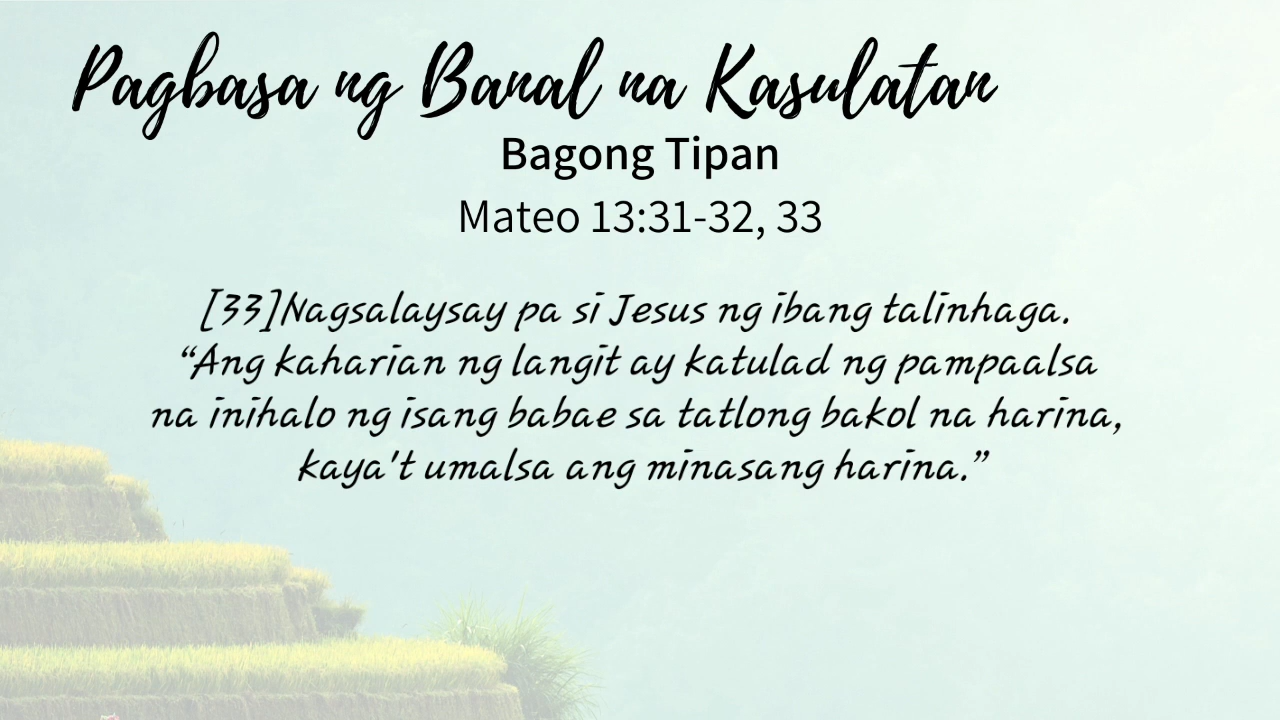 Pagbasa ng Banal na Kasulatan
Bagong Tipan
Mateo 13:31-32, 33
[33]Nagsalaysay pa si Jesus ng ibang talinhaga.
“Ang kaharian ng langit ay katulad ng pampaalsa
na inihalo ng isang babae sa tatlong bakol na harina,
kaya't umalsa ang minasang harina.”